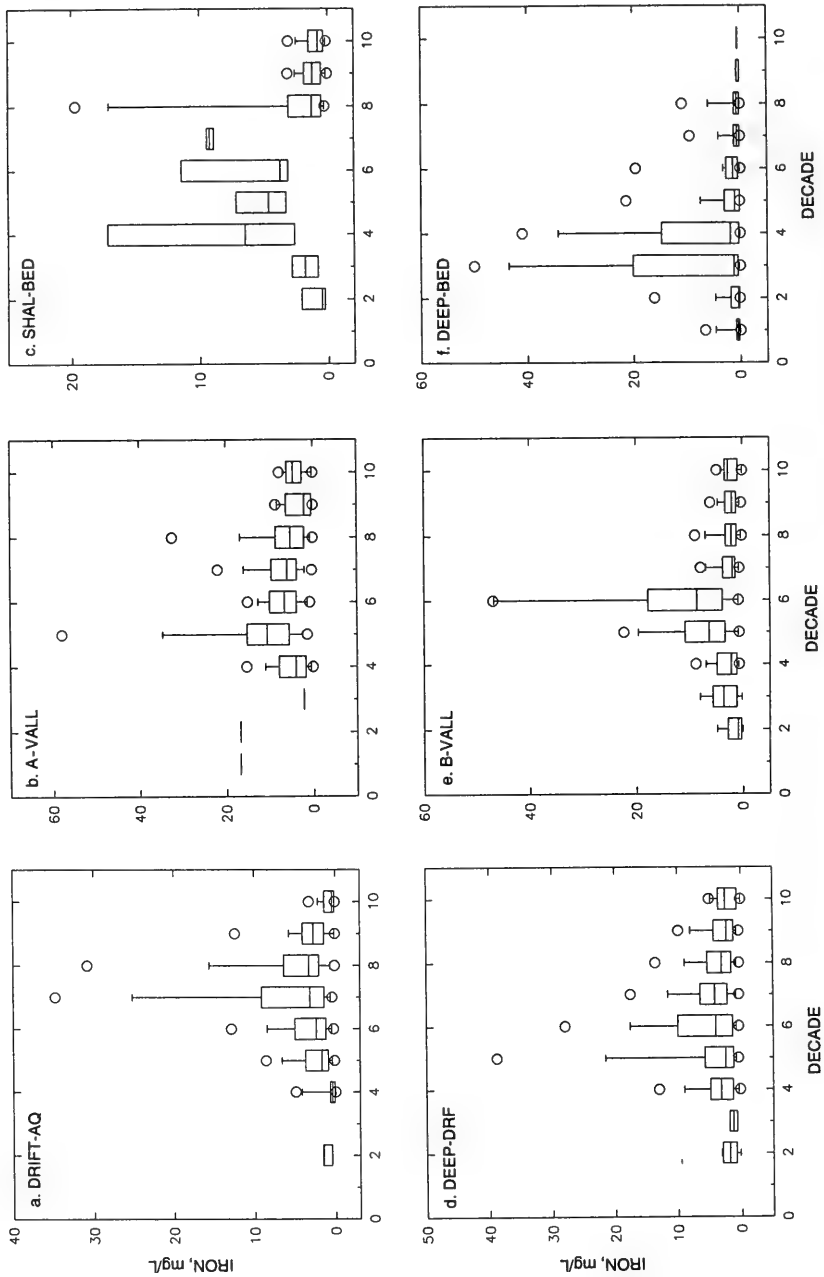 a. DRIFT-AQ
IRON, mg/L
40
30
20
10
0
0 2 4 6 8 10
b. A-VALL
60
40
20
0
0 2 4 6 8 10
c. SHAL-BED
20
10
0
0 2 4 6 8 10
d. DEEP-DRF
IRON, mg/L
50
40
30
20
10
0
0 2 4 6 8 10
DECADE
e. B-VALL
60
40
20
0
0 2 4 6 8 10
DECADE
f. DEEP-BED
60
40
20
0
0 2 4 6 8 10
DECADE